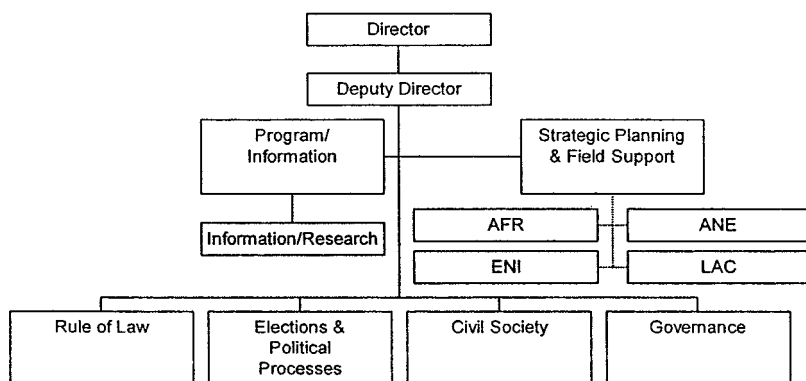 Director
Deputy Director
Program/
Information
Strategic Planning
& Field Support
Information/Research
AFR
ANE
ENI
LAC
Rule of Law
Elections &
Political
Processes
Civil Society
Governance